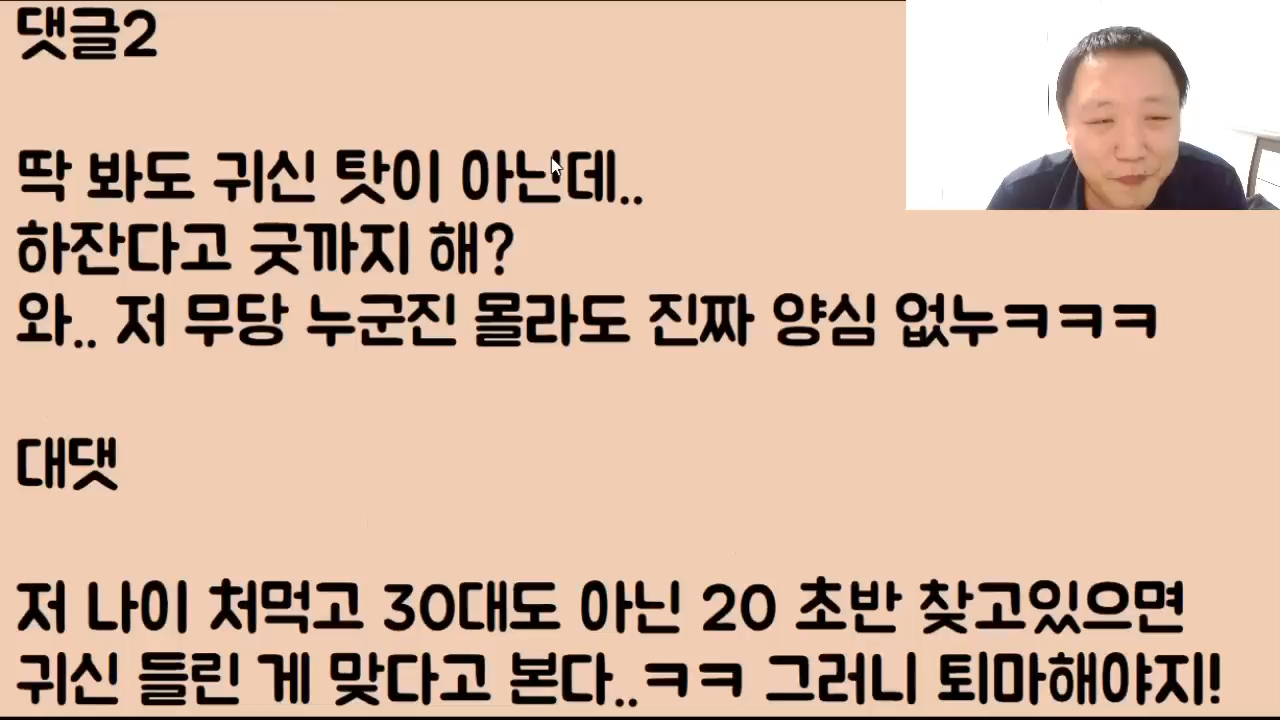 댓글2
딱 봐도 귀신 탓이 아닌데..
하잔다고 굿까지 해?
와.. 저 무당 누군진 몰라도 진짜 양심 없누ㅋㅋㅋ
대댓
저 나이 처먹고 30대도 아닌 20 초반 찾고있으면
귀신 들린 게 맞다고 본다..ㅋㅋ 그러니 퇴마해야지!